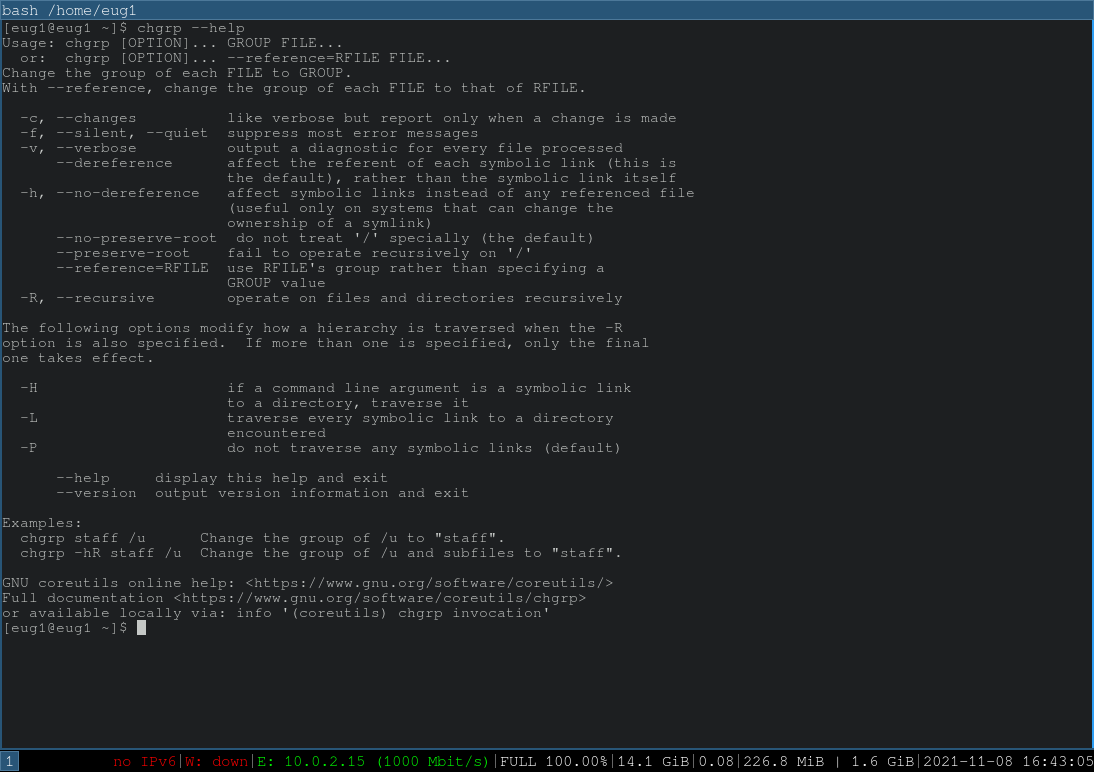 bash /home/eug1
[eug1@eug1 ~]$ chgrp --help
Usage: chgrp [OPTION]... GROUP FILE...
  or:  chgrp [OPTION]... --reference=RFILE FILE...
Change the group of each FILE to GROUP.
With --reference, change the group of each FILE to that of RFILE.

  -c, --changes          like verbose but report only when a change is made
  -f, --silent, --quiet  suppress most error messages
  -v, --verbose          output a diagnostic for every file processed
      --dereference      affect the referent of each symbolic link (this is
                         the default), rather than the symbolic link itself
  -h, --no-dereference   affect symbolic links instead of any referenced file
                         (useful only on systems that can change the
                         ownership of a symlink)
      --no-preserve-root  do not treat '/' specially (the default)
      --preserve-root    fail to operate recursively on '/'
      --reference=RFILE  use RFILE's group rather than specifying a
                         GROUP value
  -R, --recursive        operate on files and directories recursively

The following options modify how a hierarchy is traversed when the -R
option is also specified.  If more than one is specified, only the final
one takes effect.

  -H                     if a command line argument is a symbolic link
                         to a directory, traverse it
  -L                     traverse every symbolic link to a directory
                         encountered
  -P                     do not traverse any symbolic links (default)

      --help     display this help and exit
      --version  output version information and exit

Examples:
  chgrp staff /u      Change the group of /u to "staff".
  chgrp -hR staff /u  Change the group of /u and subfiles to "staff".

GNU coreutils online help: <https://www.gnu.org/software/coreutils/>
Full documentation <https://www.gnu.org/software/coreutils/chgrp>
or available locally via: info '(coreutils) chgrp invocation'
[eug1@eug1 ~]$
1 no IPv6|W: down|E: 10.0.2.15 (1000 Mbit/s)|FULL 100.00%|14.1 GiB|0.08|226.8 MiB | 1.6 GiB|2021-11-08 16:43:05